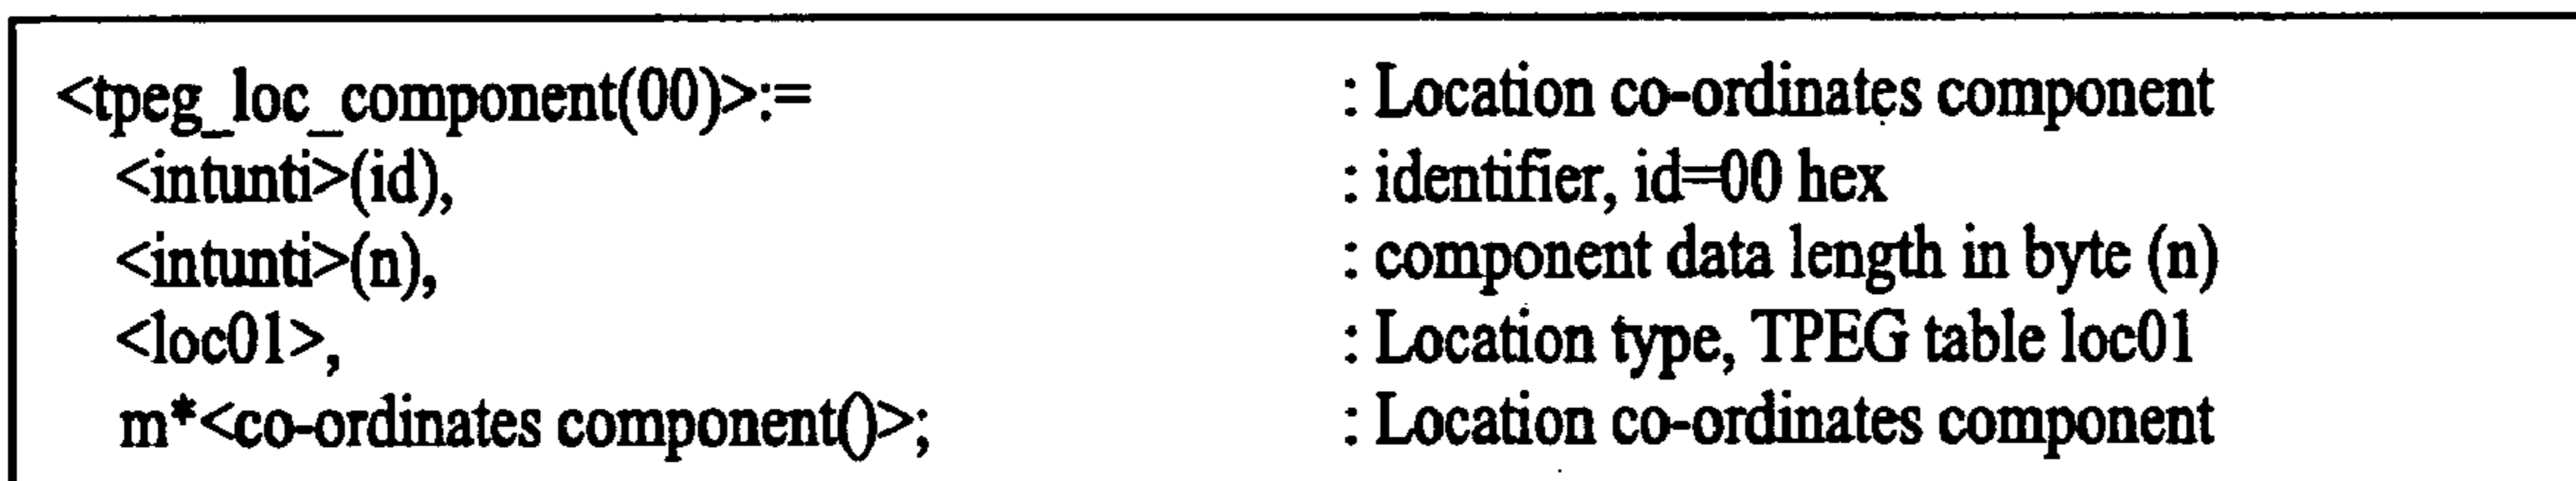 <tpeg_loc_component(00)>:= : Location co-ordinates component
<intunti>(id), : identifier, id=00 hex
<intunti>(n), : component data length in byte (n)
<loc01>, : Location type, TPEG table loc01
m*<co-ordinates component()>; : Location co-ordinates component